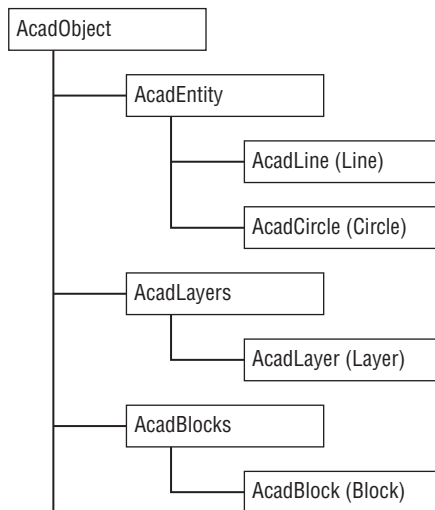 AcadObject
AcadEntity
AcadLine (Line)
AcadCircle (Circle)
AcadLayers
AcadLayer (Layer)
AcadBlocks
AcadBlock (Block)